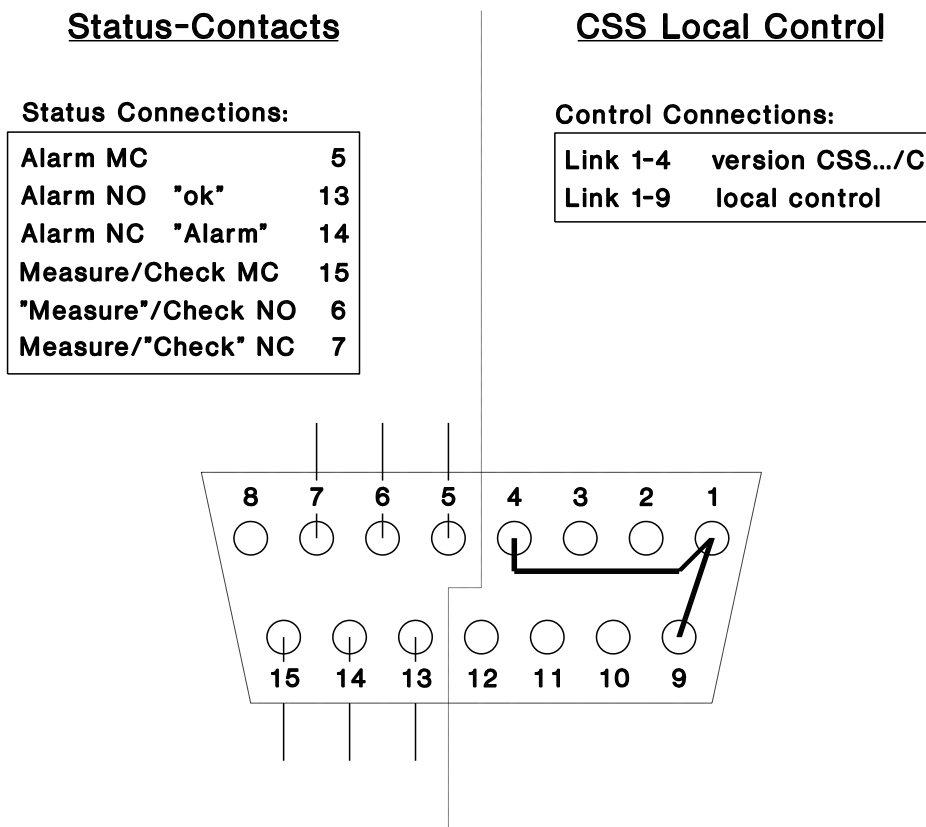 Status-Contacts
Status Connections:
Alarm MC 5
Alarm NO "ok" 13
Alarm NC "Alarm" 14
Measure/Check MC 15
"Measure"/Check NO 6
Measure/"Check" NC 7
CSS Local Control
Control Connections:
Link 1-4 version CSS.../C
Link 1-9 local control
8 7 6 5 4 3 2 1
15 14 13 12 11 10 9